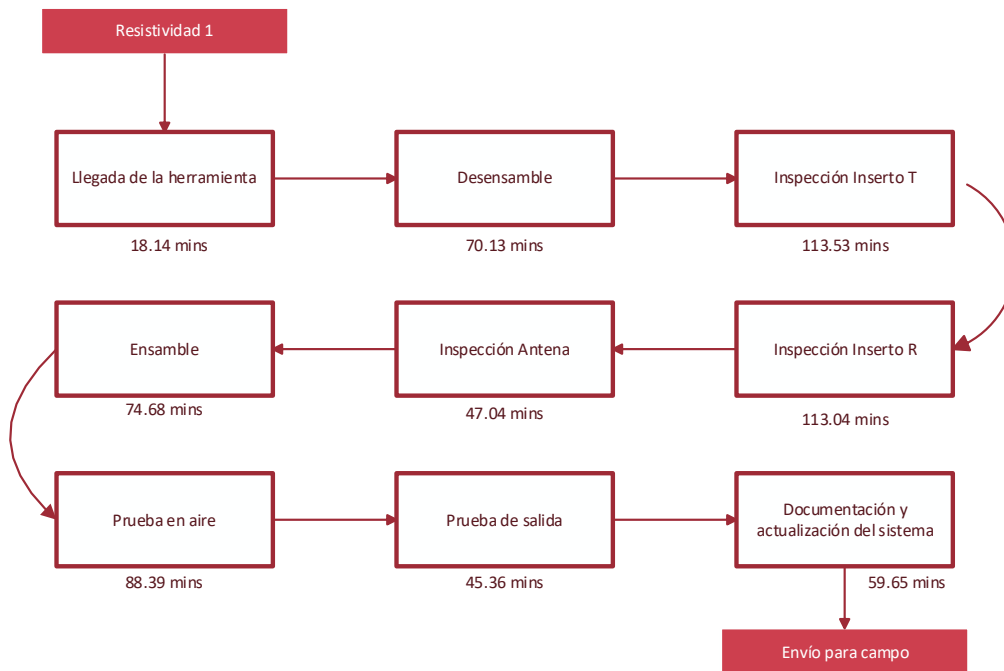 Resistividad 1
Llegada de la herramienta
18.14 mins
Desensamble
70.13 mins
Inspección Inserto T
113.53 mins
Inspección Inserto R
113.04 mins
Inspección Antena
47.04 mins
Ensamble
74.68 mins
Prueba en aire
88.39 mins
Prueba de salida
45.36 mins
Documentación y
actualización del sistema
59.65 mins
Envío para campo